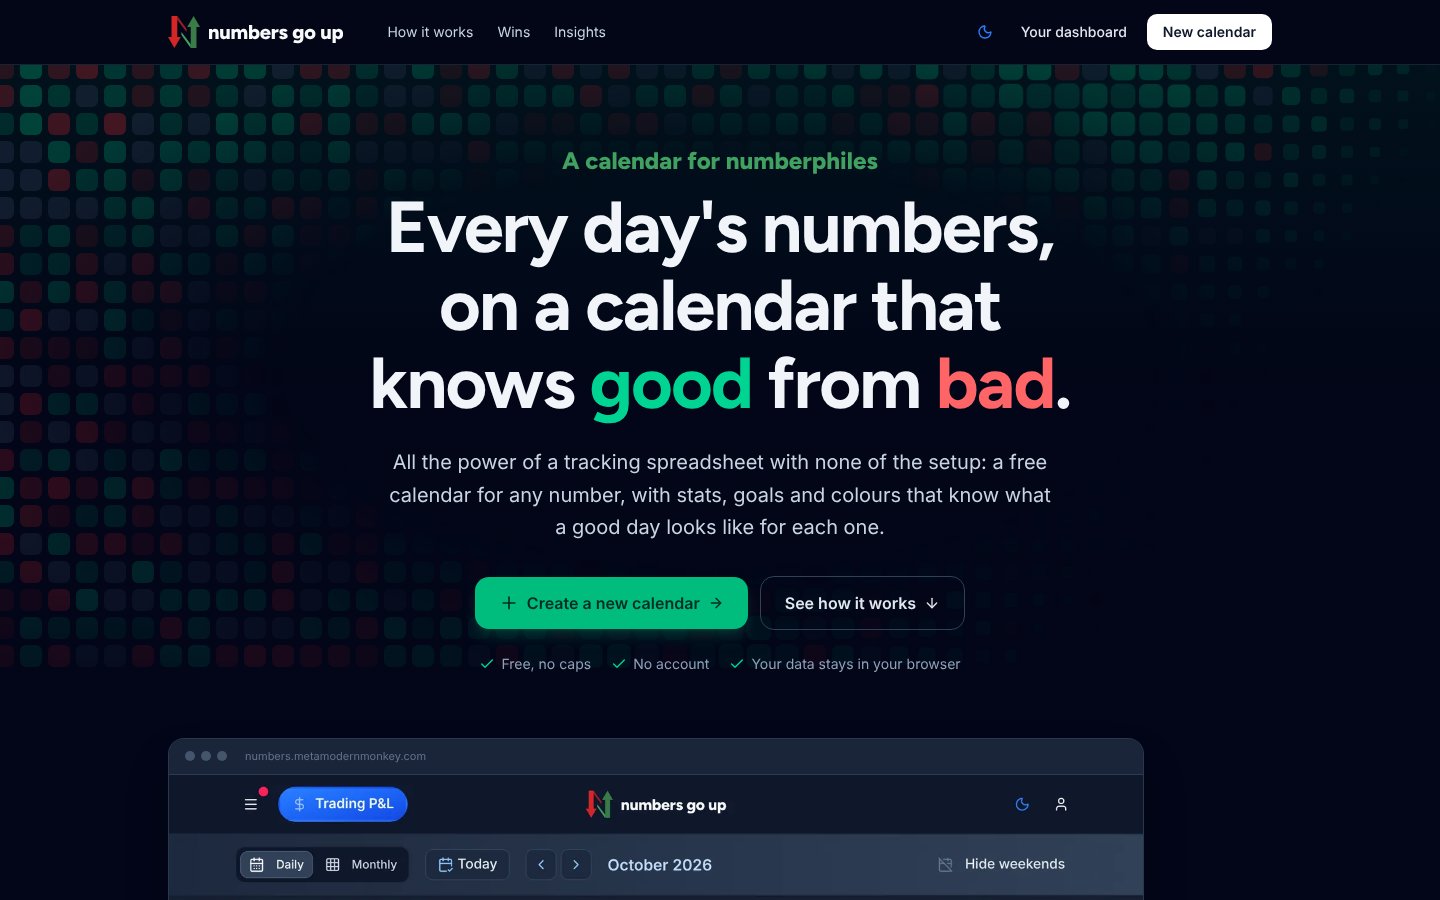 numbers go up
How it works
Wins
Insights
Your dashboard
New calendar
A calendar for numberphiles
Every day's numbers,
on a calendar that
knows good from bad.
All the power of a tracking spreadsheet with none of the setup: a free
calendar for any number, with stats, goals and colours that know what
a good day looks like for each one.
Create a new calendar
See how it works
Free, no caps
No account
Your data stays in your browser
numbers.metamodernmonkey.com
Trading P&L
numbers go up
Daily
Monthly
Today
October 2026
Hide weekends